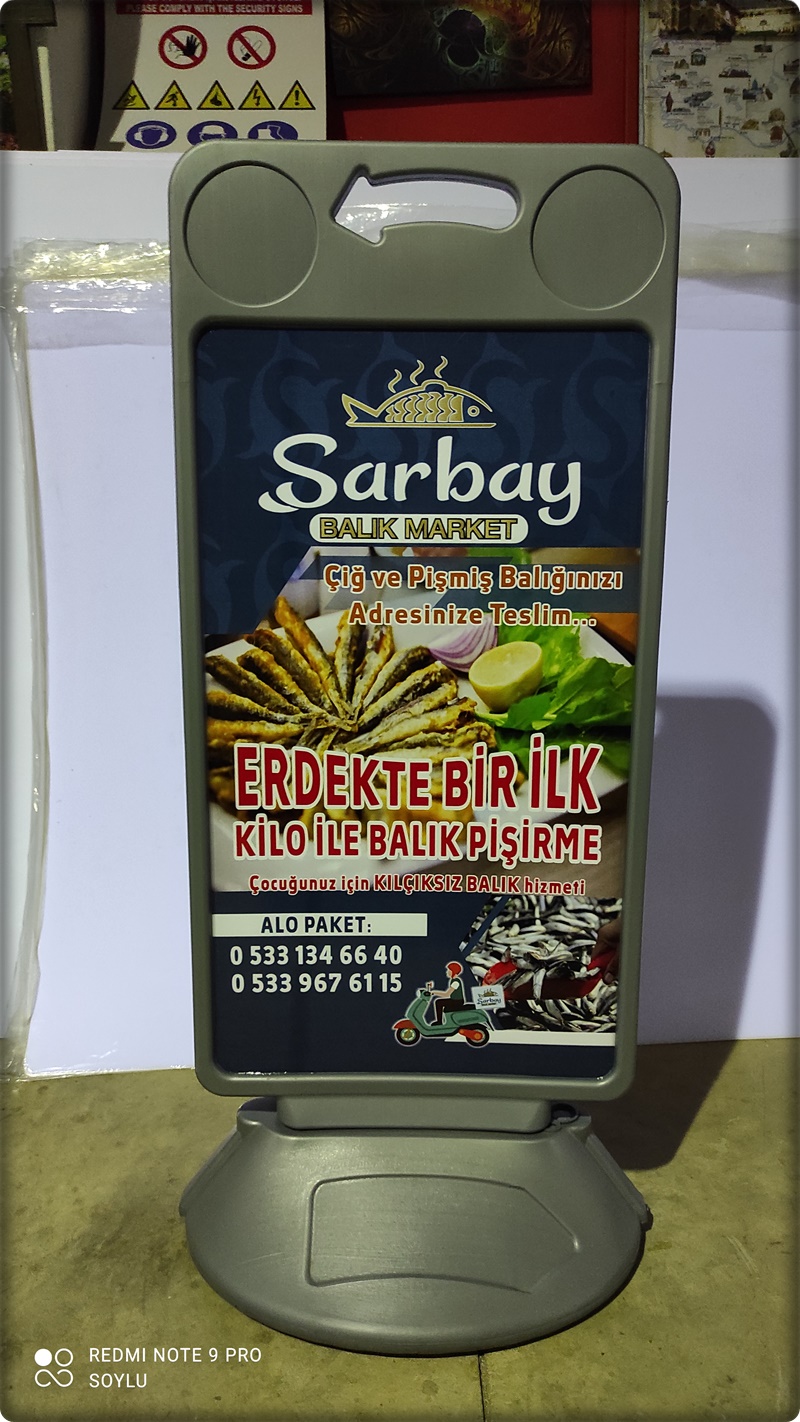 PLEASE COMPLY WITH THE SECURITY SIGNS
Sarbay
BALIK MARKET
Çiğ ve Pişmiş Balığınızı
Adresinize Teslim...
ERDEKTE BİR İLK
KİLO İLE BALIK PİŞİRME
Çocuğunuz için KILÇIKSIZ BALIK hizmeti
ALO PAKET:
0 533 134 66 40
0 533 967 61 15
Sarbay
REDMI NOTE 9 PRO
SOYLU